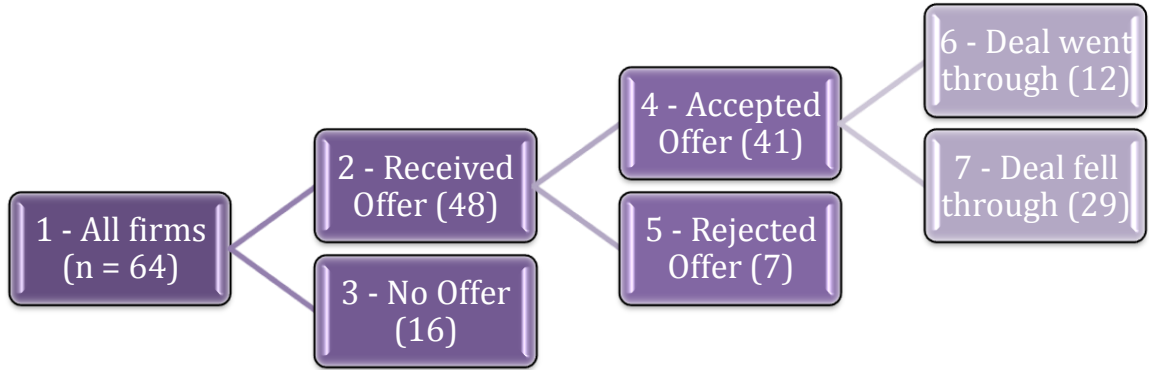 1 - All firms
(n = 64)
2 - Received
Offer (48)
3 - No Offer
(16)
4 - Accepted
Offer (41)
5 - Rejected
Offer (7)
6 - Deal went
through (12)
7 - Deal fell
through (29)